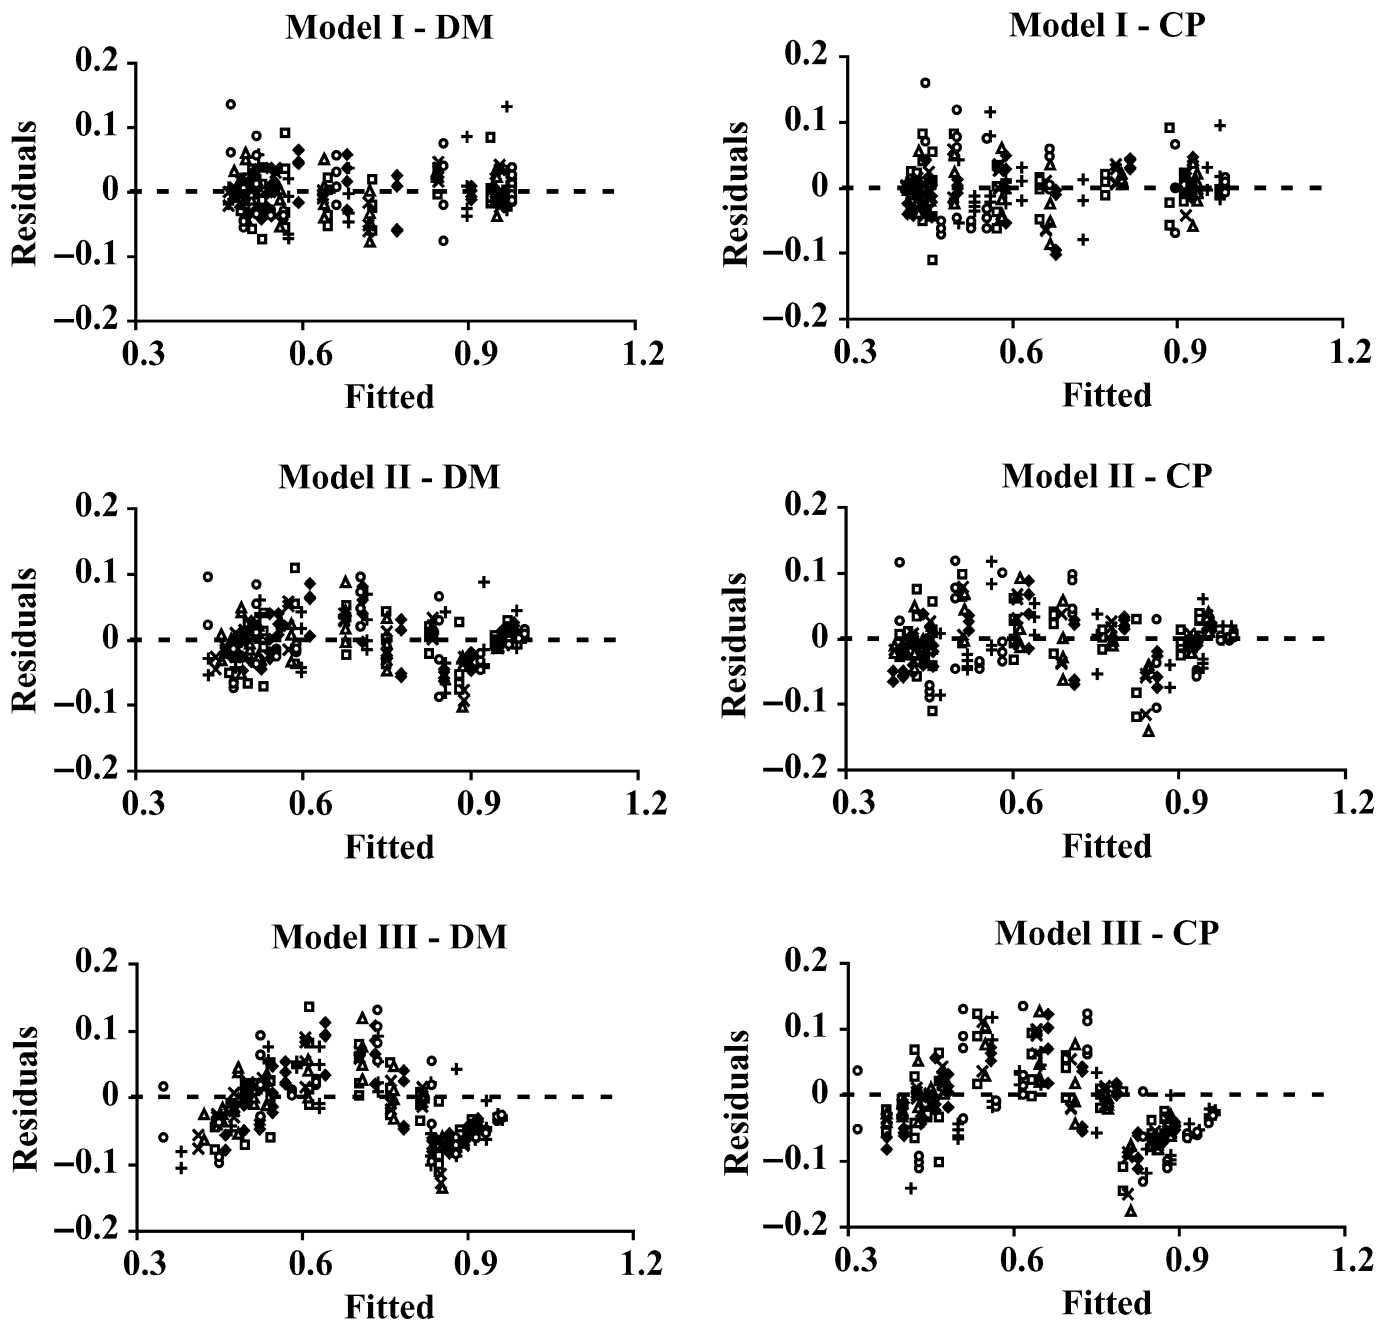 Model I - DM
0.2
0.1
0
−0.1
−0.2
Residuals
0.3 0.6 0.9 1.2
Fitted
Model I - CP
0.2
0.1
0
−0.1
−0.2
Residuals
0.3 0.6 0.9 1.2
Fitted
Model II - DM
0.2
0.1
0
−0.1
−0.2
Residuals
0.3 0.6 0.9 1.2
Fitted
Model II - CP
0.2
0.1
0
−0.1
−0.2
Residuals
0.3 0.6 0.9 1.2
Fitted
Model III - DM
0.2
0.1
0
−0.1
−0.2
Residuals
0.3 0.6 0.9 1.2
Fitted
Model III - CP
0.2
0.1
0
−0.1
−0.2
Residuals
0.3 0.6 0.9 1.2
Fitted